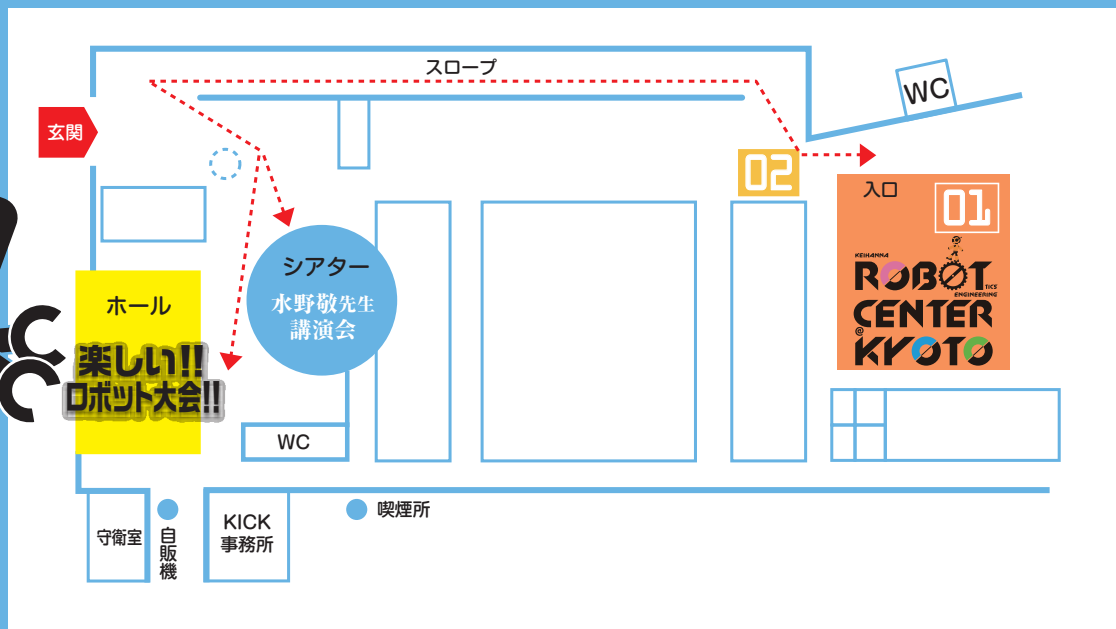 スロープ
WC
玄関
02
入口
01
KEIHANNA
ROBOT
TICS
ENGINEERING
CENTER
@
KYOTO
シアター
水野敬先生
講演会
ホール
楽しい!!
ロボット大会!!
WC
守衛室
自販機
KICK
事務所
喫煙所